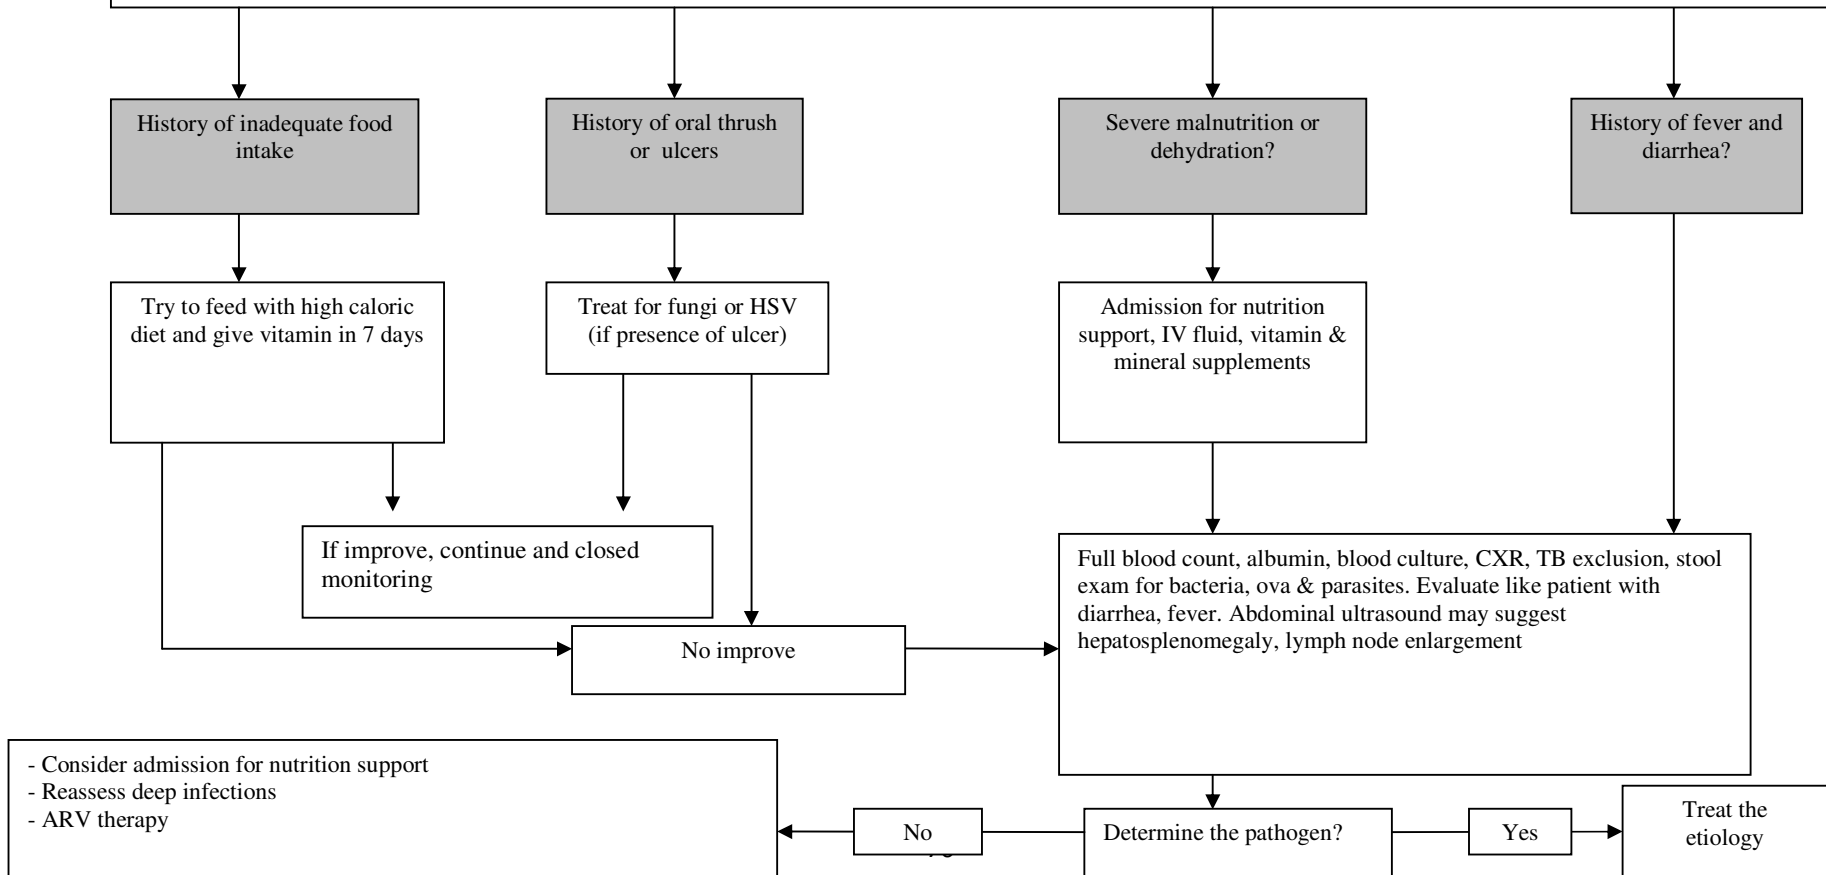 History of inadequate food
intake
History of oral thrush
or ulcers
Severe malnutrition or
dehydration?
History of fever and
diarrhea?
Try to feed with high caloric
diet and give vitamin in 7 days
Treat for fungi or HSV
(if presence of ulcer)
Admission for nutrition
support, IV fluid, vitamin &
mineral supplements
If improve, continue and closed
monitoring
Full blood count, albumin, blood culture, CXR, TB exclusion, stool
exam for bacteria, ova & parasites. Evaluate like patient with
diarrhea, fever. Abdominal ultrasound may suggest
hepatosplenomegaly, lymph node enlargement
No improve
- Consider admission for nutrition support
- Reassess deep infections
- ARV therapy
No
Determine the pathogen?
Yes
Treat the
etiology